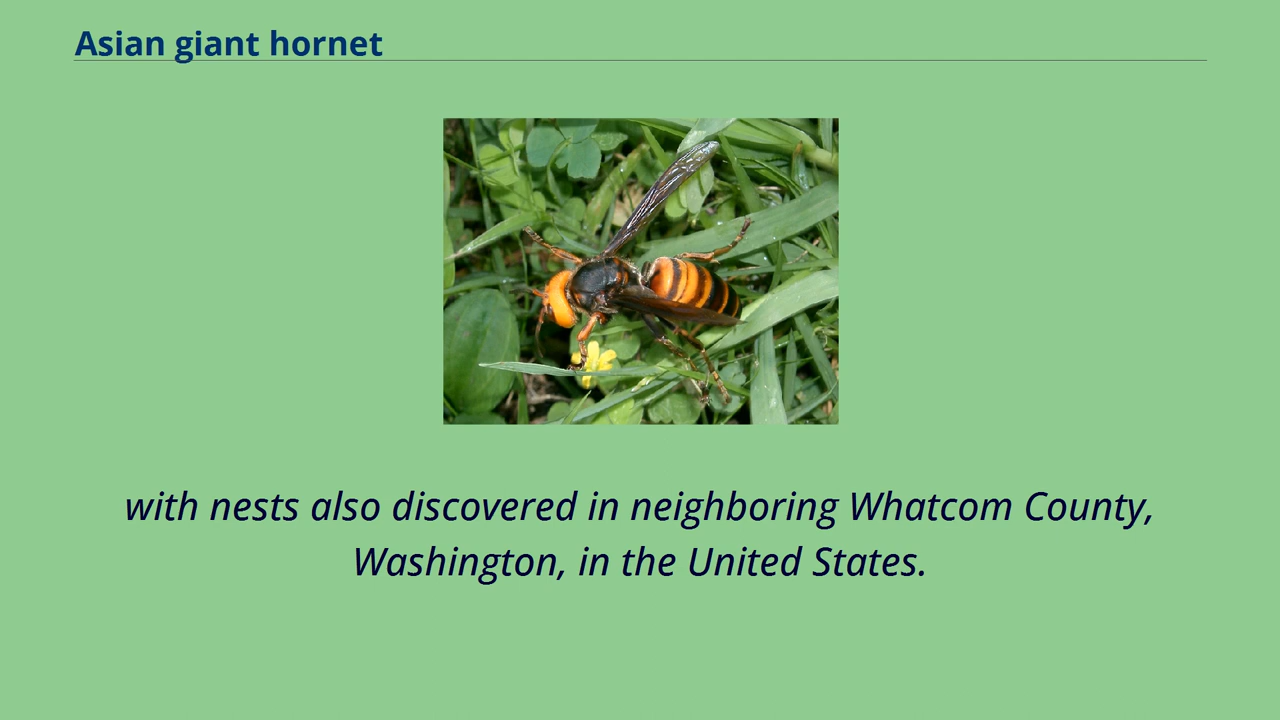 Asian giant hornet
with nests also discovered in neighboring Whatcom County,
Washington, in the United States.